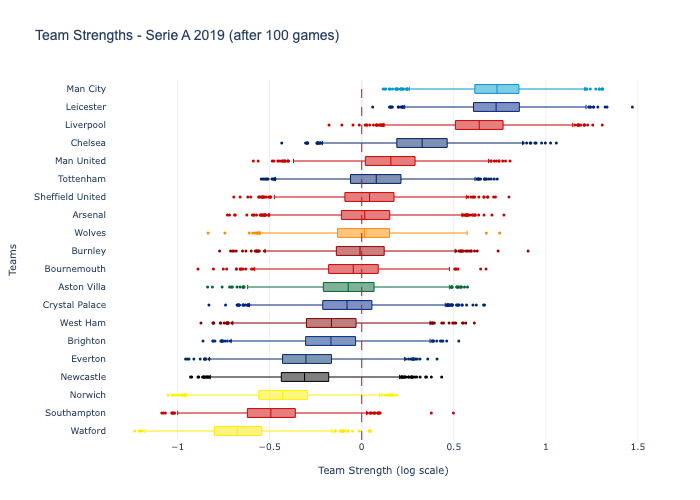 Team Strengths - Serie A 2019 (after 100 games)
Man City
Leicester
Liverpool
Chelsea
Man United
Tottenham
Sheffield United
Arsenal
Wolves
Burnley
Bournemouth
Aston Villa
Crystal Palace
West Ham
Brighton
Everton
Newcastle
Norwich
Southampton
Watford
Teams
−1
−0.5
0
0.5
1
1.5
Team Strength (log scale)